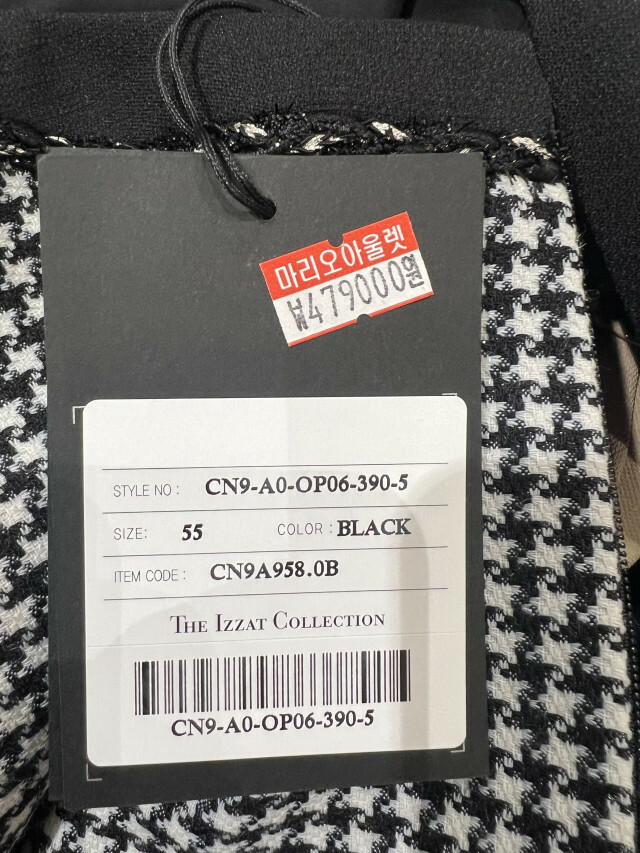 마리오아울렛
₩479000원
STYLE NO : CN9-A0-OP06-390-5
SIZE: 55 COLOR : BLACK
ITEM CODE : CN9A958.0B
THE IZZAT COLLECTION
CN9-A0-OP06-390-5